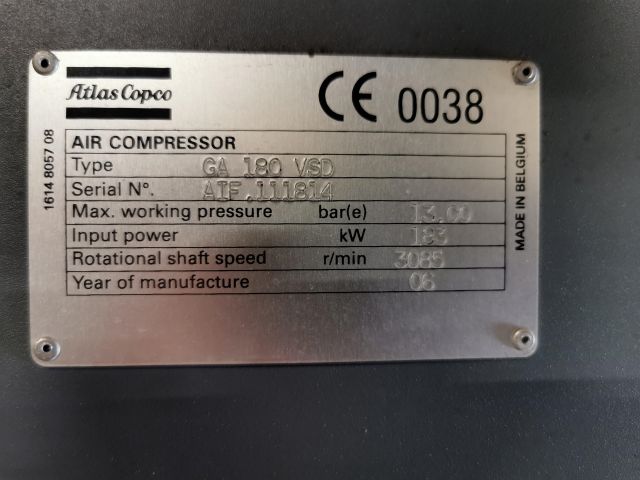 Atlas Copco
CE 0038
AIR COMPRESSOR
Type GA 180 VSD
Serial N°. AIF.111814
Max. working pressure bar(e) 13.00
Input power kW 183
Rotational shaft speed r/min 3085
Year of manufacture 06
1614 8057 08
MADE IN BELGIUM